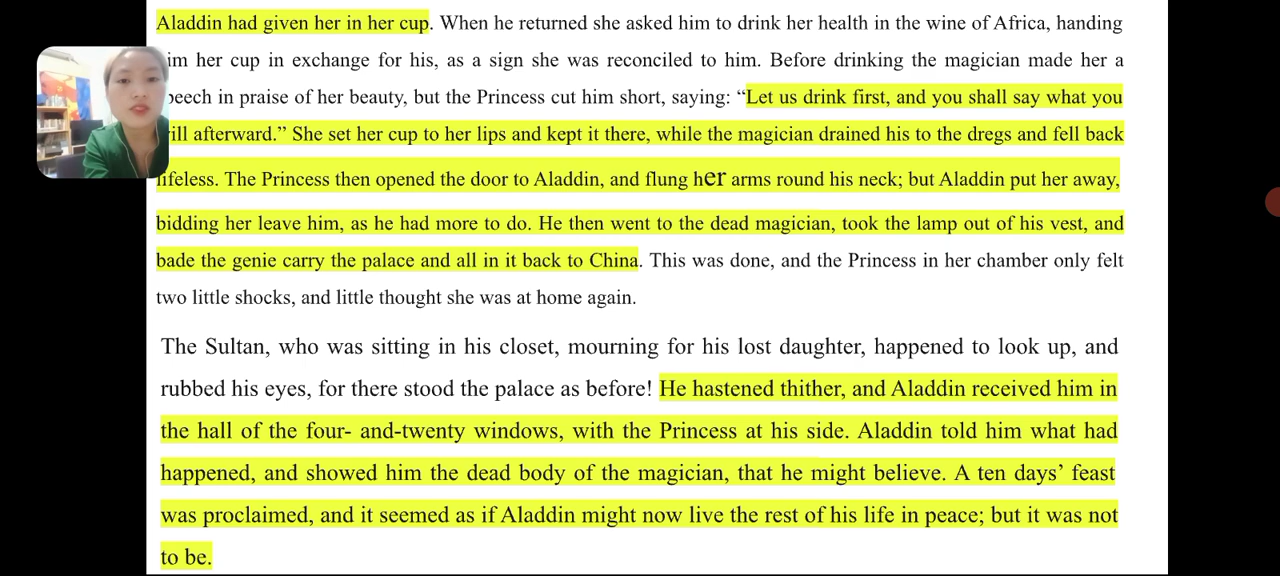 Aladdin had given her in her cup. When he returned she asked him to drink her health in the wine of Africa, handing
im her cup in exchange for his, as a sign she was reconciled to him. Before drinking the magician made her a
peech in praise of her beauty, but the Princess cut him short, saying: “Let us drink first, and you shall say what you
ill afterward.” She set her cup to her lips and kept it there, while the magician drained his to the dregs and fell back
lifeless. The Princess then opened the door to Aladdin, and flung her arms round his neck; but Aladdin put her away,
bidding her leave him, as he had more to do. He then went to the dead magician, took the lamp out of his vest, and
bade the genie carry the palace and all in it back to China. This was done, and the Princess in her chamber only felt
two little shocks, and little thought she was at home again.
The Sultan, who was sitting in his closet, mourning for his lost daughter, happened to look up, and
rubbed his eyes, for there stood the palace as before! He hastened thither, and Aladdin received him in
the hall of the four- and-twenty windows, with the Princess at his side. Aladdin told him what had
happened, and showed him the dead body of the magician, that he might believe. A ten days’ feast
was proclaimed, and it seemed as if Aladdin might now live the rest of his life in peace; but it was not
to be.